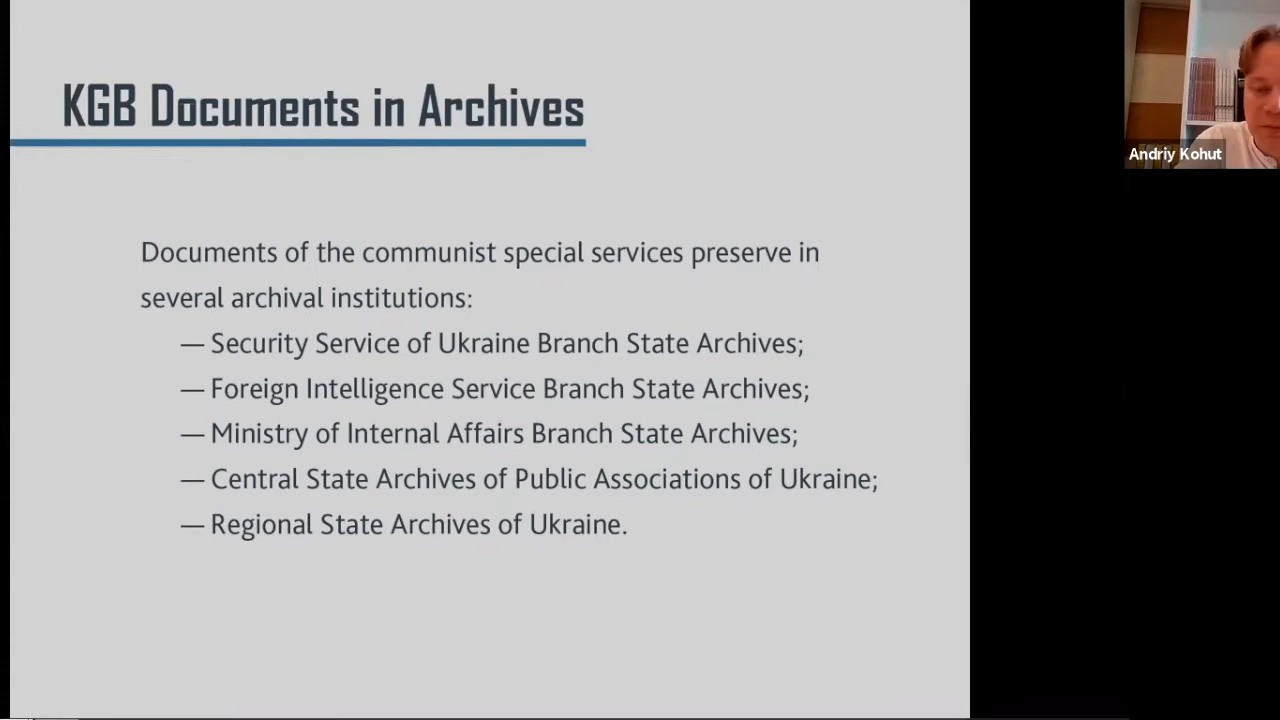 KGB Documents in Archives
Documents of the communist special services preserve in
several archival institutions:
— Security Service of Ukraine Branch State Archives;
— Foreign Intelligence Service Branch State Archives;
— Ministry of Internal Affairs Branch State Archives;
— Central State Archives of Public Associations of Ukraine;
— Regional State Archives of Ukraine.
Andriy Kohut